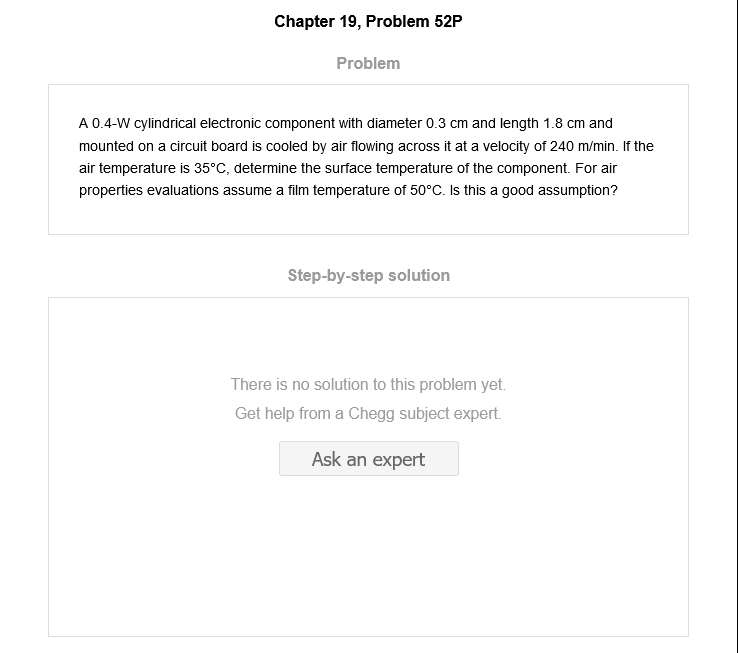 Chapter 19, Problem 52P
Problem
A 0.4-W cylindrical electronic component with diameter 0.3 cm and length 1.8 cm and
mounted on a circuit board is cooled by air flowing across it at a velocity of 240 m/min. If the
air temperature is 35°C, determine the surface temperature of the component. For air
properties evaluations assume a film temperature of 50°C. Is this a good assumption?
Step-by-step solution
There is no solution to this problem yet.
Get help from a Chegg subject expert.
Ask an expert